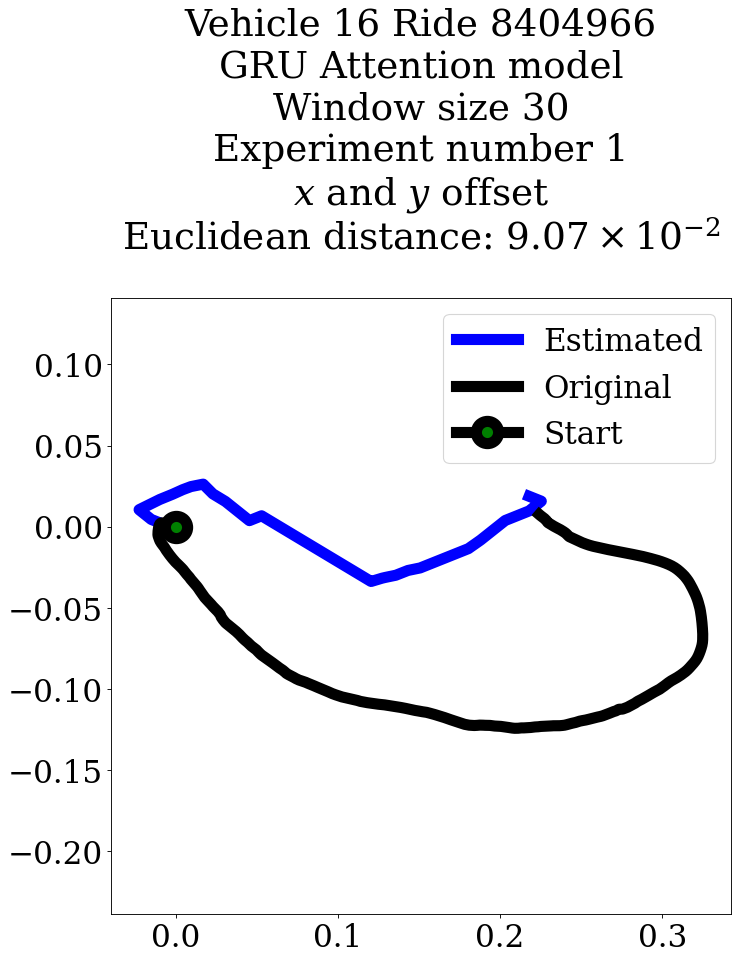 Vehicle 16 Ride 8404966
GRU Attention model
Window size 30
Experiment number 1
x and y offset
Euclidean distance: 9.07 × 10⁻²
Estimated
Original
Start
0.10
0.05
0.00
−0.05
−0.10
−0.15
−0.20
0.0 0.1 0.2 0.3